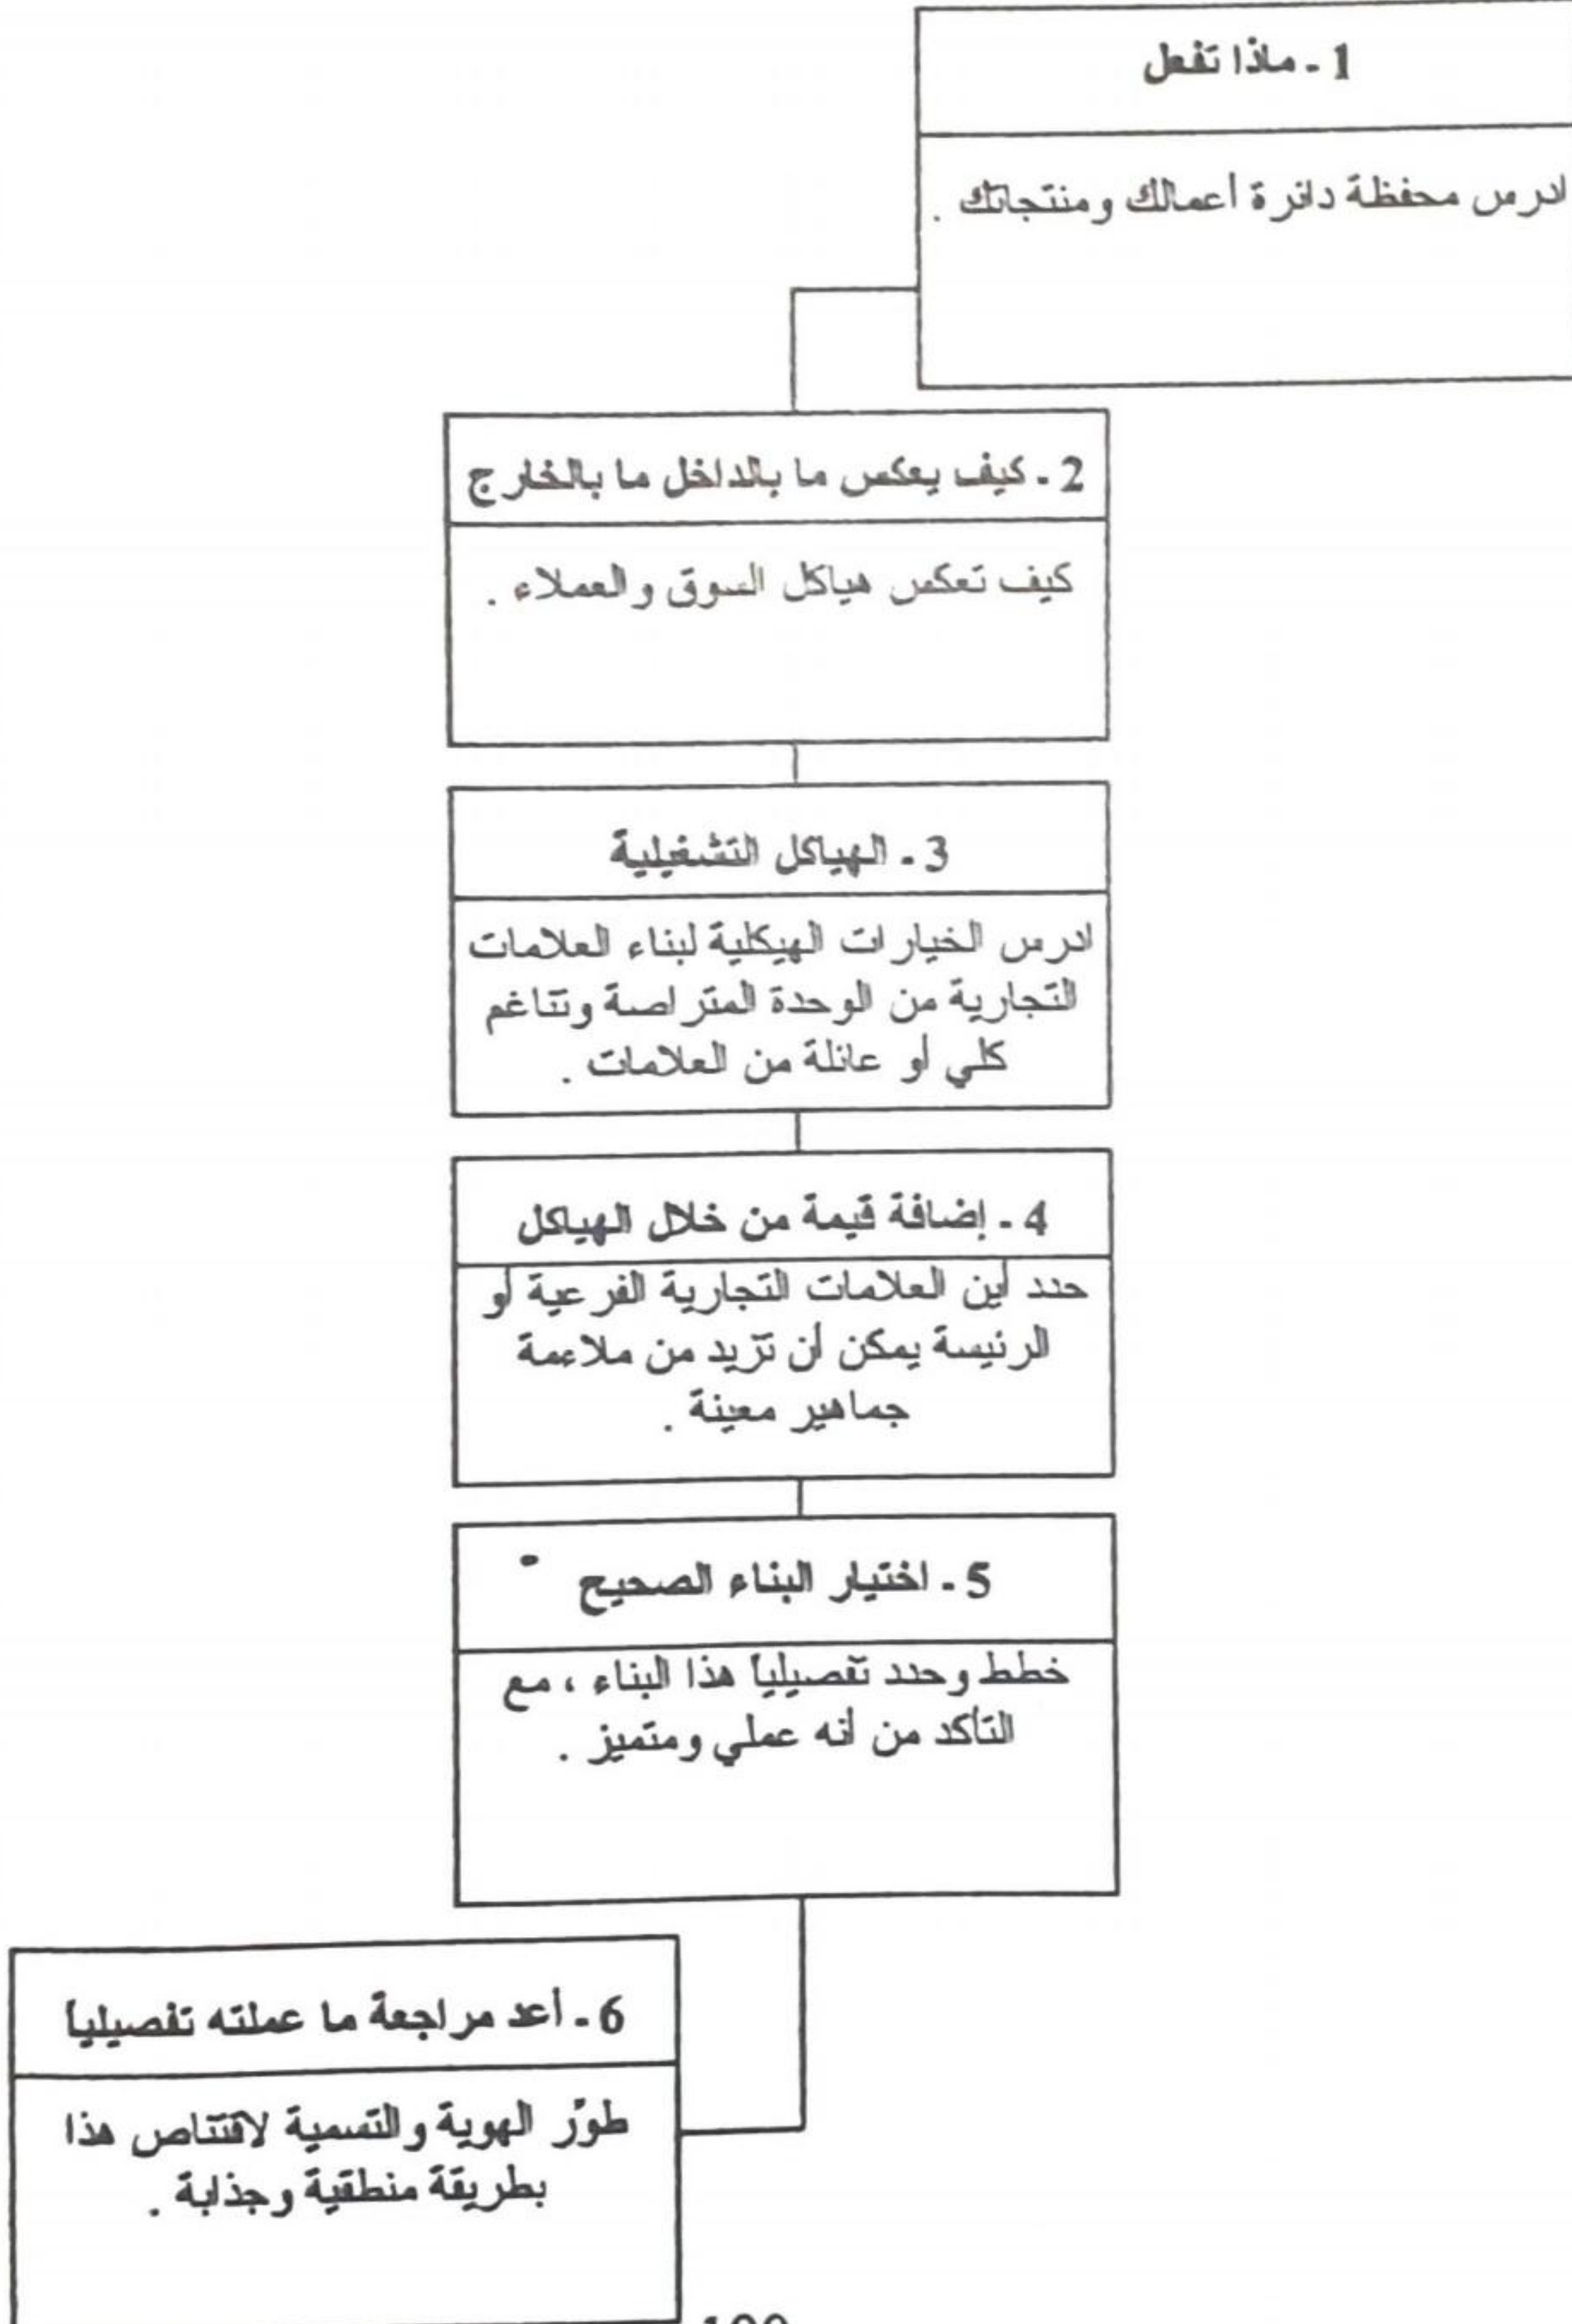 1 - ماذا تفعل
ادرس محفظة دائرة أعمالك ومنتجاتك .
2 - كيف يعكس ما بالداخل ما بالخارج
كيف تعكس هياكل السوق والعملاء .
3 - الهياكل التشغيلية
ادرس الخيارات الهيكلية لبناء العلامات
التجارية من الوحدة المتراصة وتناغم
كلي أو عائلة من العلامات .
4 - إضافة قيمة من خلال الهياكل
حدد أين العلامات التجارية الفرعية أو
الرئيسة يمكن أن تزيد من ملاءمة
جماهير معينة .
5 - اختيار البناء الصحيح
خطط وحدد تفصيلياً هذا البناء ، مع
التأكد من أنه عملي ومتميز .
6 - أعد مراجعة ما عملته تفصيلياً
طوّر الهوية والتسمية لاقتناص هذا
بطريقة منطقية وجذابة .